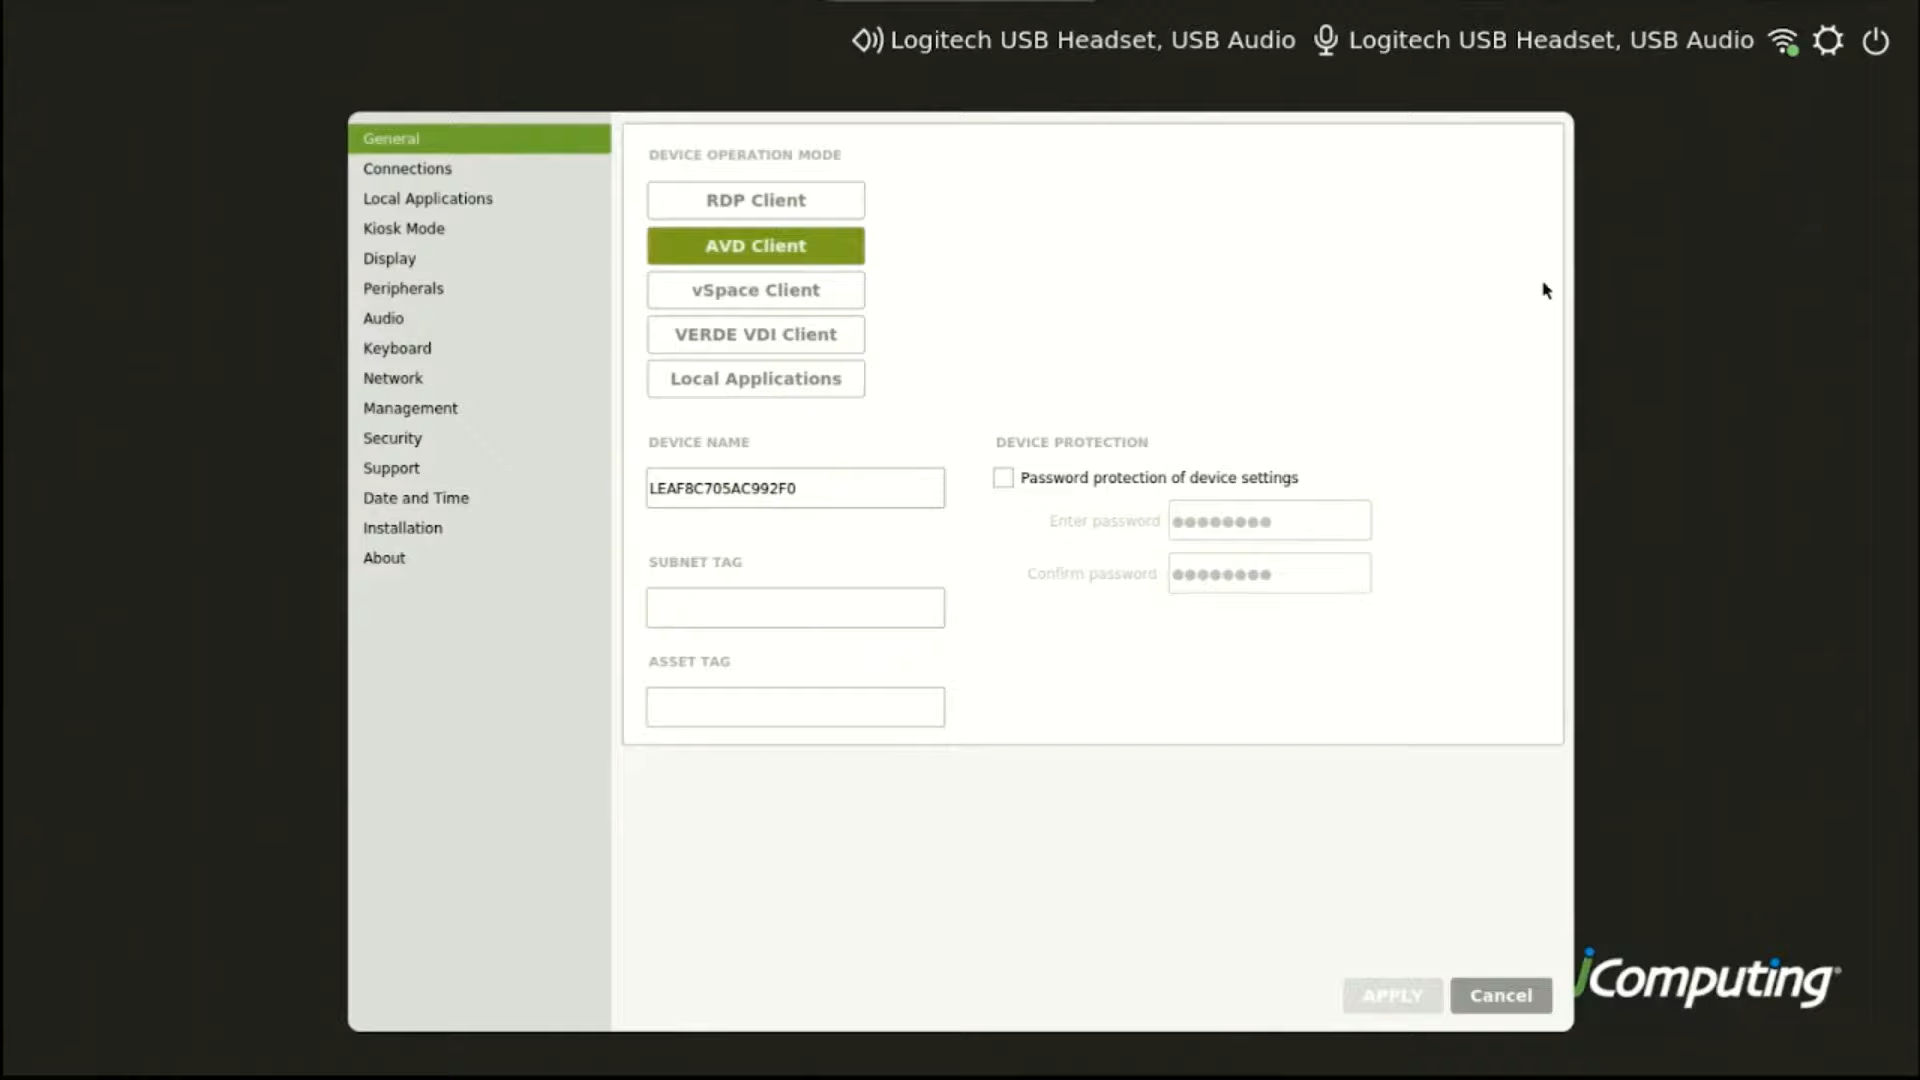 Logitech USB Headset, USB Audio Logitech USB Headset, USB Audio
General
Connections
Local Applications
Kiosk Mode
Display
Peripherals
Audio
Keyboard
Network
Management
Security
Support
Date and Time
Installation
About
DEVICE OPERATION MODE
RDP Client
AVD Client
vSpace Client
VERDE VDI Client
Local Applications
DEVICE NAME
LEAF8C705AC992F0
SUBNET TAG
ASSET TAG
DEVICE PROTECTION
Password protection of device settings
Enter password ●●●●●●●●
Confirm password ●●●●●●●●
APPLY Cancel
jComputing®